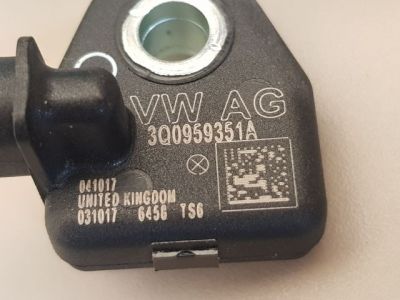 VW AG
3Q0959351A
041017
UNITED KINGDOM
031017 6456 TS6